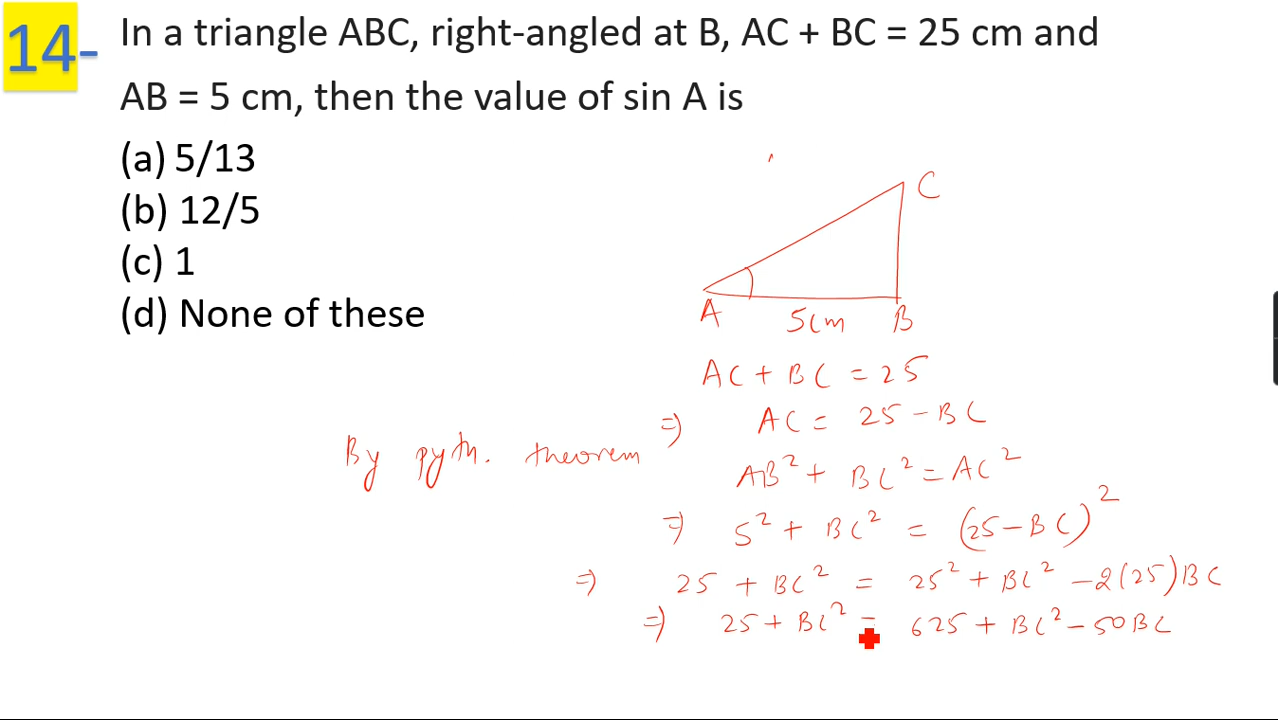 14- In a triangle ABC, right-angled at B, AC + BC = 25 cm and
AB = 5 cm, then the value of sin A is
(a) 5/13
(b) 12/5
(c) 1
(d) None of these
C
A 5cm B
AC + BC = 25
⇒ AC = 25 - BC
By pyth. theorem
AB² + BC² = AC²
⇒ 5² + BC² = (25-BC)²
⇒ 25 + BC² = 25² + BC² - 2(25)BC
⇒ 25 + BC² = 625 + BC² - 50BC